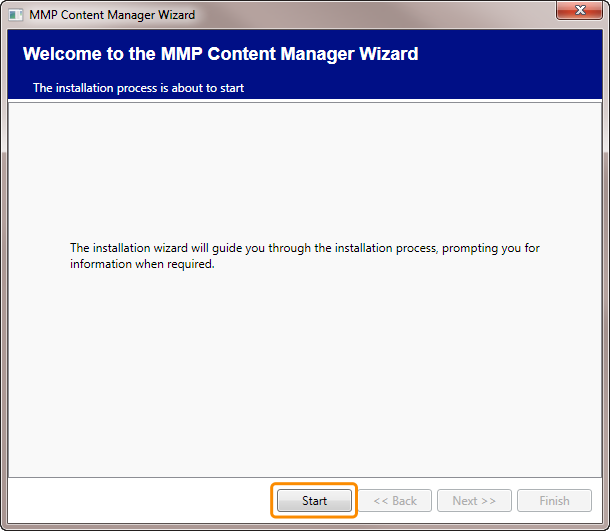 MMP Content Manager Wizard
Welcome to the MMP Content Manager Wizard
The installation process is about to start
The installation wizard will guide you through the installation process, prompting you for
information when required.
Start
<< Back
Next >>
Finish